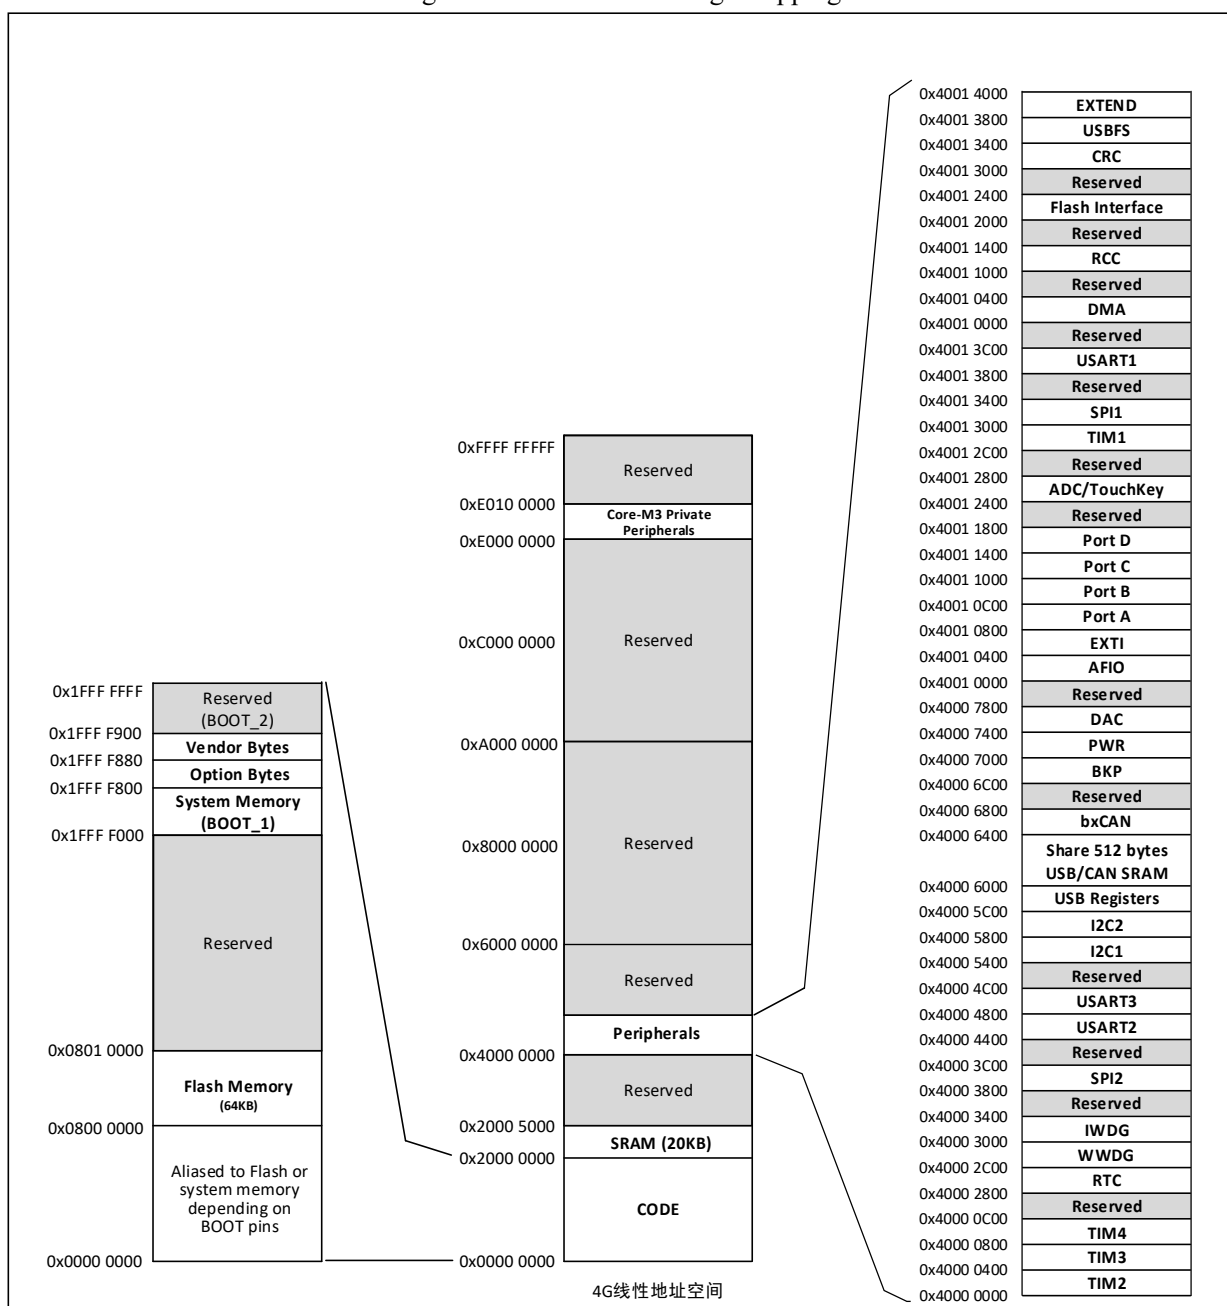 0x1FFF FFFF
Reserved
(BOOT_2)
0x1FFF F900
Vendor Bytes
0x1FFF F880
Option Bytes
0x1FFF F800
System Memory
(BOOT_1)
0x1FFF F000
Reserved
0x0801 0000
Flash Memory
(64KB)
0x0800 0000
Aliased to Flash or
system memory
depending on
BOOT pins
0x0000 0000
0xFFFF FFFFF
Reserved
0xE010 0000
Core-M3 Private
Peripherals
0xE000 0000
0xC000 0000
Reserved
0xA000 0000
0x8000 0000
Reserved
0x6000 0000
Reserved
Peripherals
0x4000 0000
Reserved
0x2000 5000
SRAM (20KB)
0x2000 0000
CODE
0x0000 0000
4G线性地址空间
0x4001 4000
EXTEND
0x4001 3800
USBFS
0x4001 3400
CRC
0x4001 3000
Reserved
0x4001 2400
Flash Interface
0x4001 2000
Reserved
0x4001 1400
RCC
0x4001 1000
Reserved
0x4001 0400
DMA
0x4001 0000
Reserved
0x4001 3C00
USART1
0x4001 3800
Reserved
0x4001 3400
SPI1
0x4001 3000
TIM1
0x4001 2C00
Reserved
0x4001 2800
ADC/TouchKey
0x4001 2400
Reserved
0x4001 1800
Port D
0x4001 1400
Port C
0x4001 1000
Port B
0x4001 0C00
Port A
0x4001 0800
EXTI
0x4001 0400
AFIO
0x4001 0000
Reserved
0x4000 7800
DAC
0x4000 7400
PWR
0x4000 7000
BKP
0x4000 6C00
Reserved
0x4000 6800
bxCAN
0x4000 6400
Share 512 bytes
USB/CAN SRAM
0x4000 6000
USB Registers
0x4000 5C00
I2C2
0x4000 5800
I2C1
0x4000 5400
Reserved
0x4000 4C00
USART3
0x4000 4800
USART2
0x4000 4400
Reserved
0x4000 3C00
SPI2
0x4000 3800
Reserved
0x4000 3400
IWDG
0x4000 3000
WWDG
0x4000 2C00
RTC
0x4000 2800
Reserved
0x4000 0C00
TIM4
0x4000 0800
TIM3
0x4000 0400
TIM2
0x4000 0000